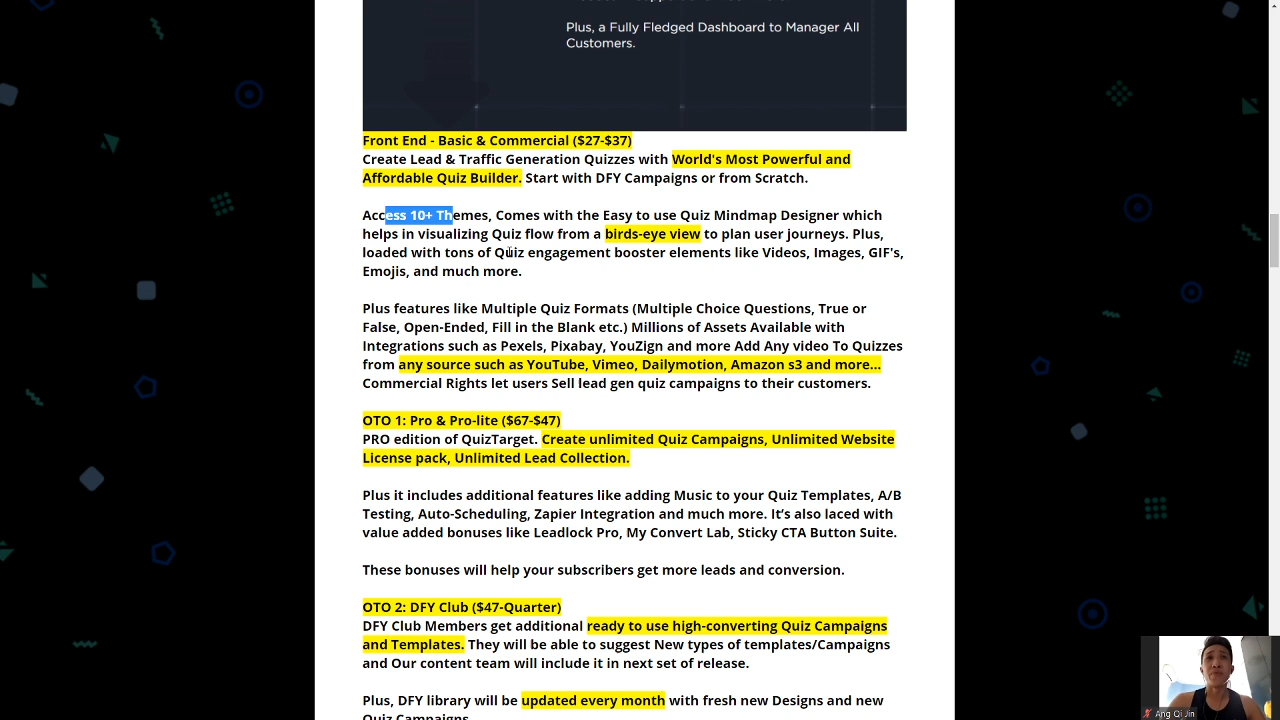 Plus, a Fully Fledged Dashboard to Manager All
Customers.
Front End - Basic & Commercial ($27-$37)
Create Lead & Traffic Generation Quizzes with World's Most Powerful and
Affordable Quiz Builder. Start with DFY Campaigns or from Scratch.
Access 10+ Themes, Comes with the Easy to use Quiz Mindmap Designer which
helps in visualizing Quiz flow from a birds-eye view to plan user journeys. Plus,
loaded with tons of Quiz engagement booster elements like Videos, Images, GIF's,
Emojis, and much more.
Plus features like Multiple Quiz Formats (Multiple Choice Questions, True or
False, Open-Ended, Fill in the Blank etc.) Millions of Assets Available with
Integrations such as Pexels, Pixabay, YouZign and more Add Any video To Quizzes
from any source such as YouTube, Vimeo, Dailymotion, Amazon s3 and more...
Commercial Rights let users Sell lead gen quiz campaigns to their customers.
OTO 1: Pro & Pro-lite ($67-$47)
PRO edition of QuizTarget. Create unlimited Quiz Campaigns, Unlimited Website
License pack, Unlimited Lead Collection.
Plus it includes additional features like adding Music to your Quiz Templates, A/B
Testing, Auto-Scheduling, Zapier Integration and much more. It’s also laced with
value added bonuses like Leadlock Pro, My Convert Lab, Sticky CTA Button Suite.
These bonuses will help your subscribers get more leads and conversion.
OTO 2: DFY Club ($47-Quarter)
DFY Club Members get additional ready to use high-converting Quiz Campaigns
and Templates. They will be able to suggest New types of templates/Campaigns
and Our content team will include it in next set of release.
Plus, DFY library will be updated every month with fresh new Designs and new
Quiz Campaigns.
Ang Qi Jin